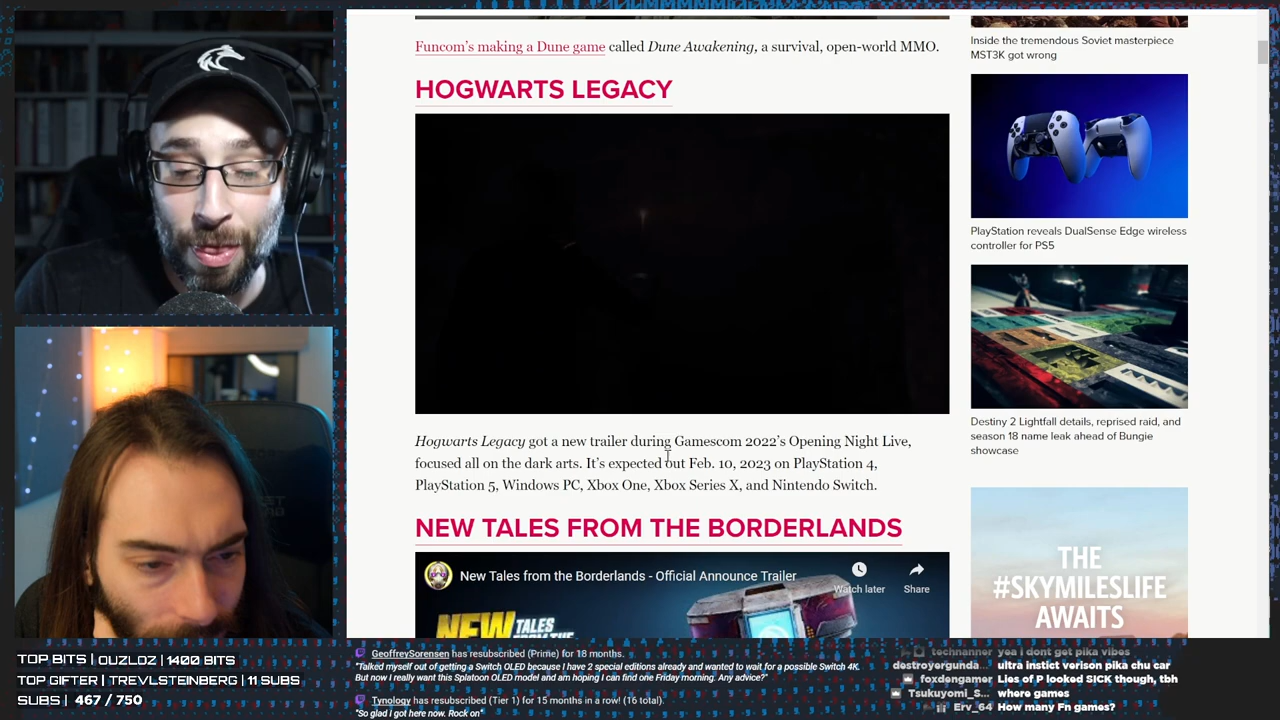 Funcom's making a Dune game called Dune Awakening, a survival, open-world MMO.
HOGWARTS LEGACY
Hogwarts Legacy got a new trailer during Gamescom 2022's Opening Night Live,
focused all on the dark arts. It's expected out Feb. 10, 2023 on PlayStation 4,
PlayStation 5, Windows PC, Xbox One, Xbox Series X, and Nintendo Switch.
NEW TALES FROM THE BORDERLANDS
New Tales from the Borderlands - Official Announce Trailer
Watch later
Share
NEW TALES
FROM THE
Inside the tremendous Soviet masterpiece
MST3K got wrong
PlayStation reveals DualSense Edge wireless
controller for PS5
Destiny 2 Lightfall details, reprised raid, and
season 18 name leak ahead of Bungie
showcase
THE
#SKYMILESLIFE
AWAITS
TOP BITS | OUZLOZ | 1400 BITS
TOP GIFTER | TREVLSTEINBERG | 11 SUBS
SUBS | 467 / 750
GeoffreySorensen has resubscribed (Prime) for 18 months.
"Talked myself out of getting a Switch OLED because I have 2 special editions already and wanted to wait for a possible Switch 4K.
But now I really want this Splatoon OLED model and am hoping I can find one Friday morning. Any advice?"
Tynology has resubscribed (Tier 1) for 15 months in a row! (16 total).
"So glad I got here now. Rock on"
technanner yea i dont get pika vibes
destroyergunda... ultra instict verison pika chu car
foxdengamer Lies of P looked SICK though, tbh
Tsukuyomi_S... where games
Erv_64 How many Fn games?